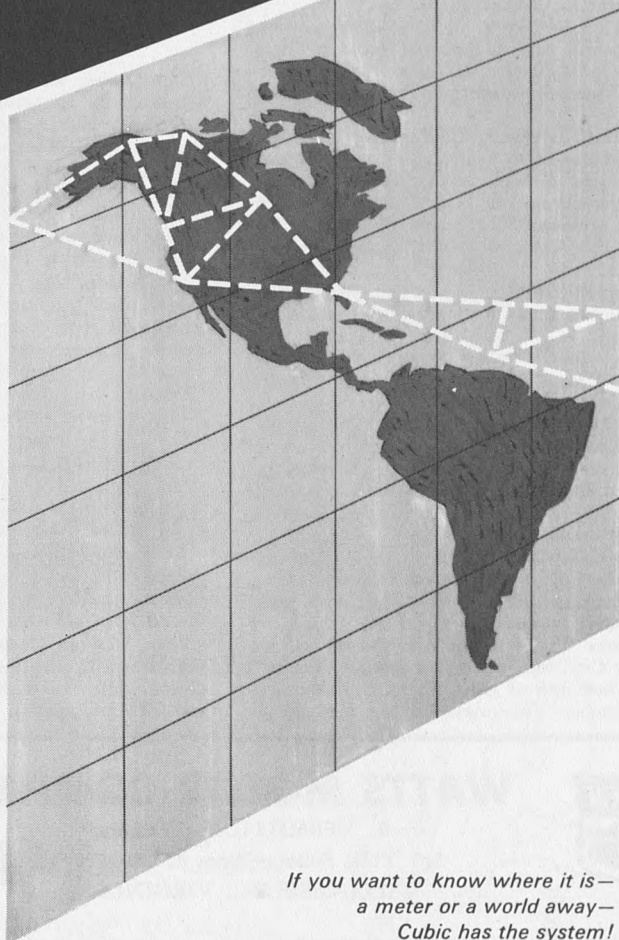 If you want to know where it is—
a meter or a world away—
Cubic has the system!